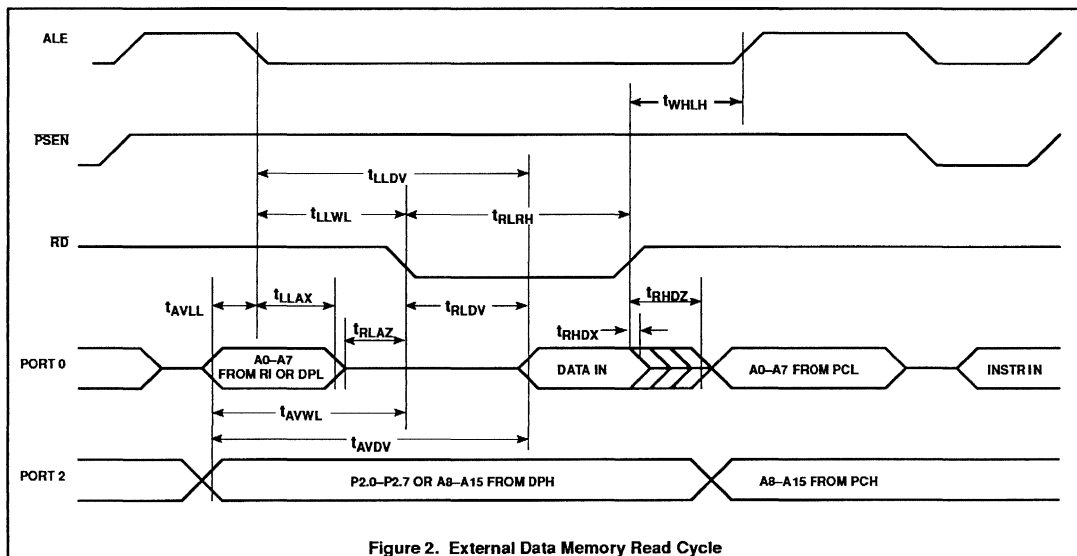 ALE
tWHLH
PSEN
tLLDV
tLLWL
tRLRH
RD
tAVLL
tLLAX
tRLDV
tRHDZ
tRLAZ
tRHDX
PORT 0
A0–A7
FROM RI OR DPL
DATA IN
A0–A7 FROM PCL
INSTR IN
tAVWL
tAVDV
PORT 2
P2.0–P2.7 OR A8–A15 FROM DPH
A8–A15 FROM PCH
Figure 2. External Data Memory Read Cycle